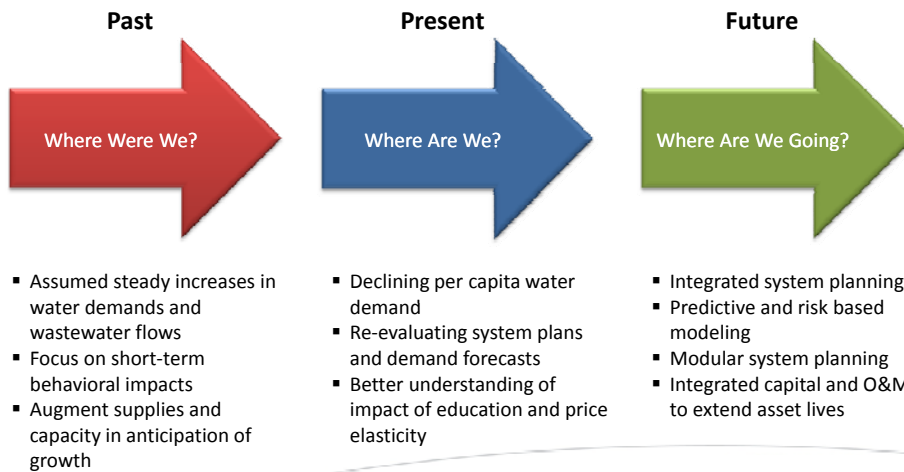 Past
Where Were We?
▪ Assumed steady increases in
water demands and
wastewater flows
▪ Focus on short-term
behavioral impacts
▪ Augment supplies and
capacity in anticipation of
growth
Present
Where Are We?
▪ Declining per capita water
demand
▪ Re-evaluating system plans
and demand forecasts
▪ Better understanding of
impact of education and price
elasticity
Future
Where Are We Going?
▪ Integrated system planning
▪ Predictive and risk based
modeling
▪ Modular system planning
▪ Integrated capital and O&M
to extend asset lives